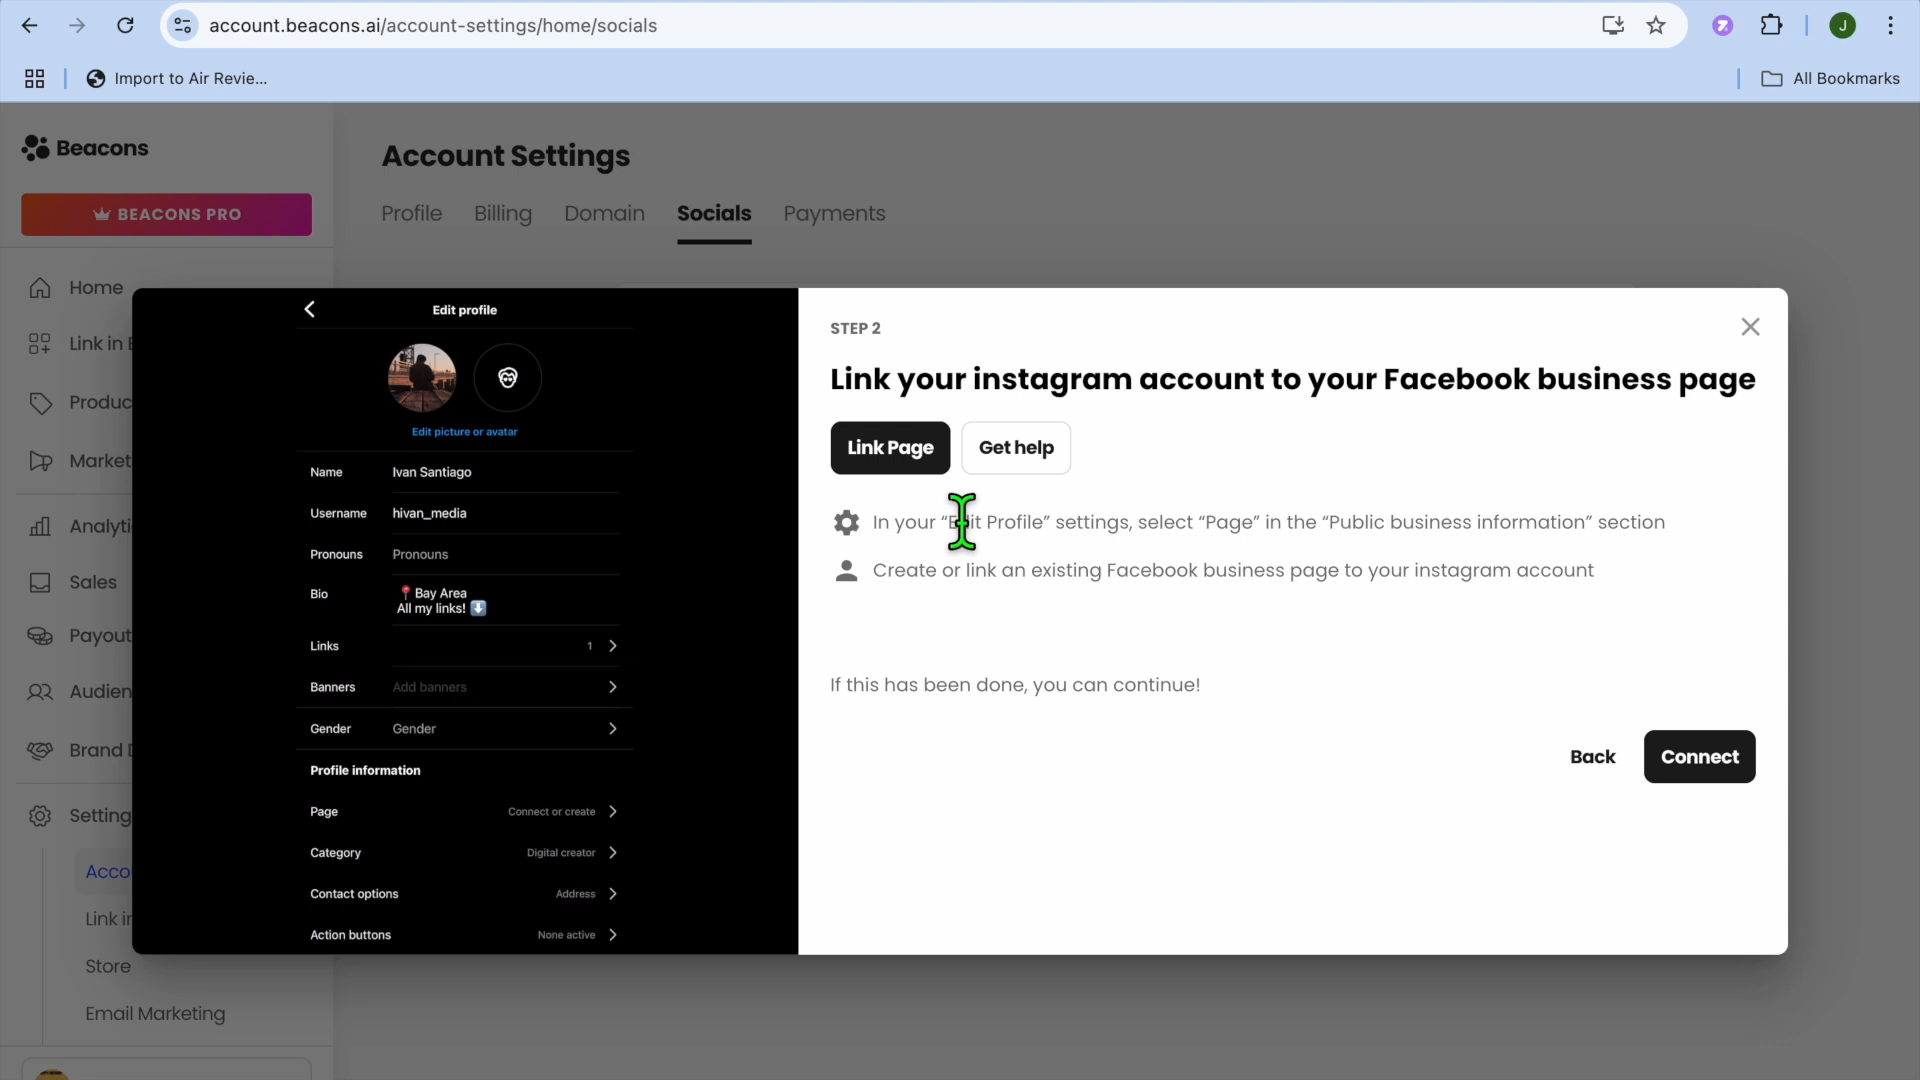 account.beacons.ai/account-settings/home/socials
J
Import to Air Revie...
All Bookmarks
Beacons
BEACONS PRO
Home
Link in
Produc
Market
Analyti
Sales
Payout
Audien
Brand
Setting
Acco
Link in
Store
Email Marketing
Account Settings
Profile Billing Domain Socials Payments
Edit profile
Edit picture or avatar
Name Ivan Santiago
Username hivan_media
Pronouns Pronouns
Bio 📍 Bay Area
All my links! ⬇️
Links 1
Banners Add banners
Gender Gender
Profile information
Page Connect or create
Category Digital creator
Contact options Address
Action buttons None active
STEP 2
Link your instagram account to your Facebook business page
Link Page Get help
In your “Edit Profile” settings, select “Page” in the “Public business information” section
Create or link an existing Facebook business page to your instagram account
If this has been done, you can continue!
Back Connect